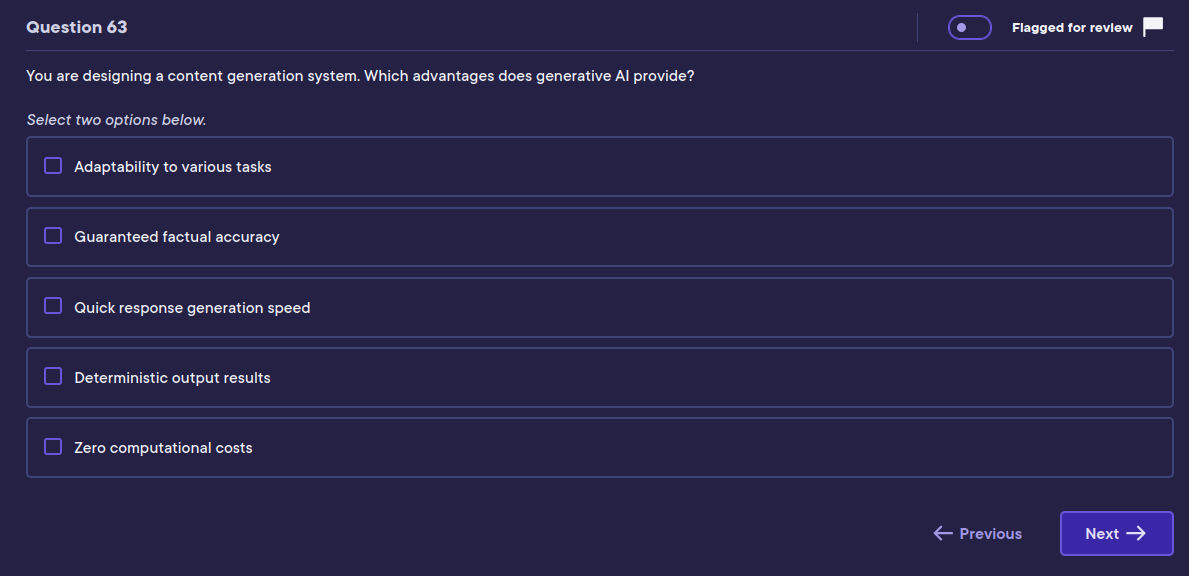 Question 63
Flagged for review
You are designing a content generation system. Which advantages does generative AI provide?
Select two options below.
Adaptability to various tasks
Guaranteed factual accuracy
Quick response generation speed
Deterministic output results
Zero computational costs
Previous
Next